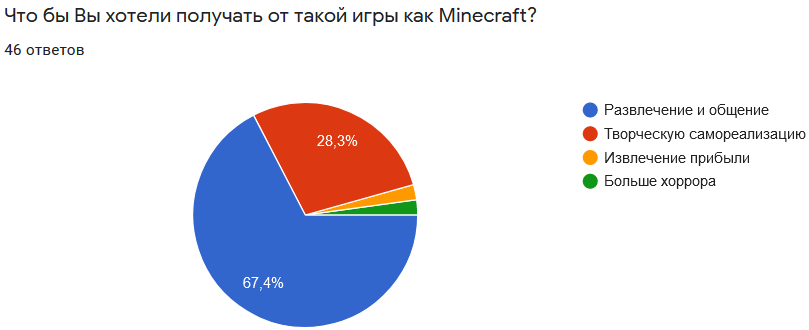 Что бы Вы хотели получать от такой игры как Minecraft?
46 ответов
28,3%
67,4%
Развлечение и общение
Творческую самореализацию
Извлечение прибыли
Больше хоррора